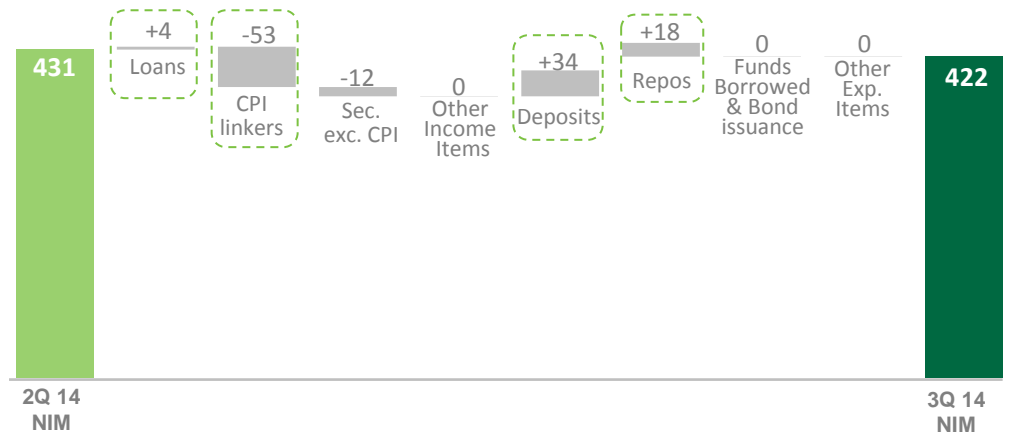 431
+4
Loans
-53
CPI
linkers
-12
Sec.
exc. CPI
0
Other
Income
Items
+34
Deposits
+18
Repos
0
Funds
Borrowed
& Bond
issuance
0
Other
Exp.
Items
422
2Q 14
NIM
3Q 14
NIM